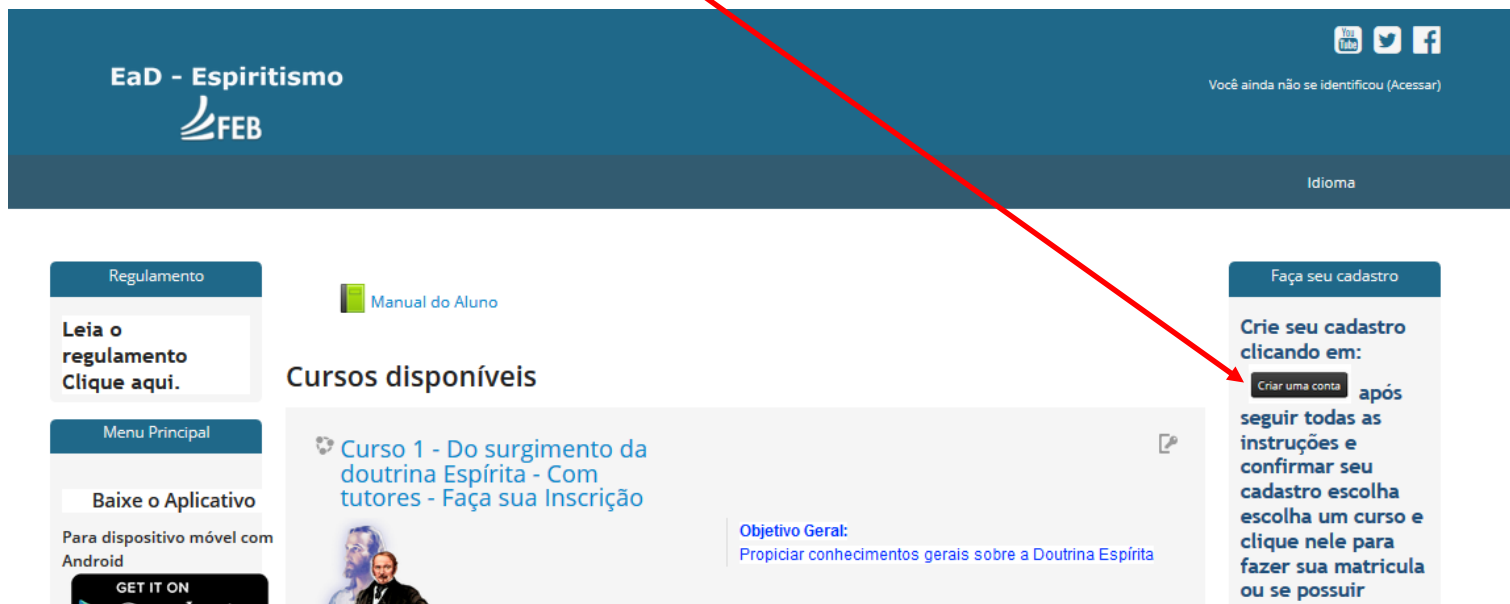 You
Tube
EaD - Espiritismo
FEB
Você ainda não se identificou (Acessar)
Idioma
Regulamento
Leia o
regulamento
Clique aqui.
Menu Principal
Baixe o Aplicativo
Para dispositivo móvel com
Android
GET IT ON
Manual do Aluno
Cursos disponíveis
Curso 1 - Do surgimento da
doutrina Espírita - Com
tutores - Faça sua Inscrição
Objetivo Geral:
Propiciar conhecimentos gerais sobre a Doutrina Espírita
Faça seu cadastro
Crie seu cadastro
clicando em:
Criar uma conta após
seguir todas as
instruções e
confirmar seu
cadastro escolha
escolha um curso e
clique nele para
fazer sua matricula
ou se possuir